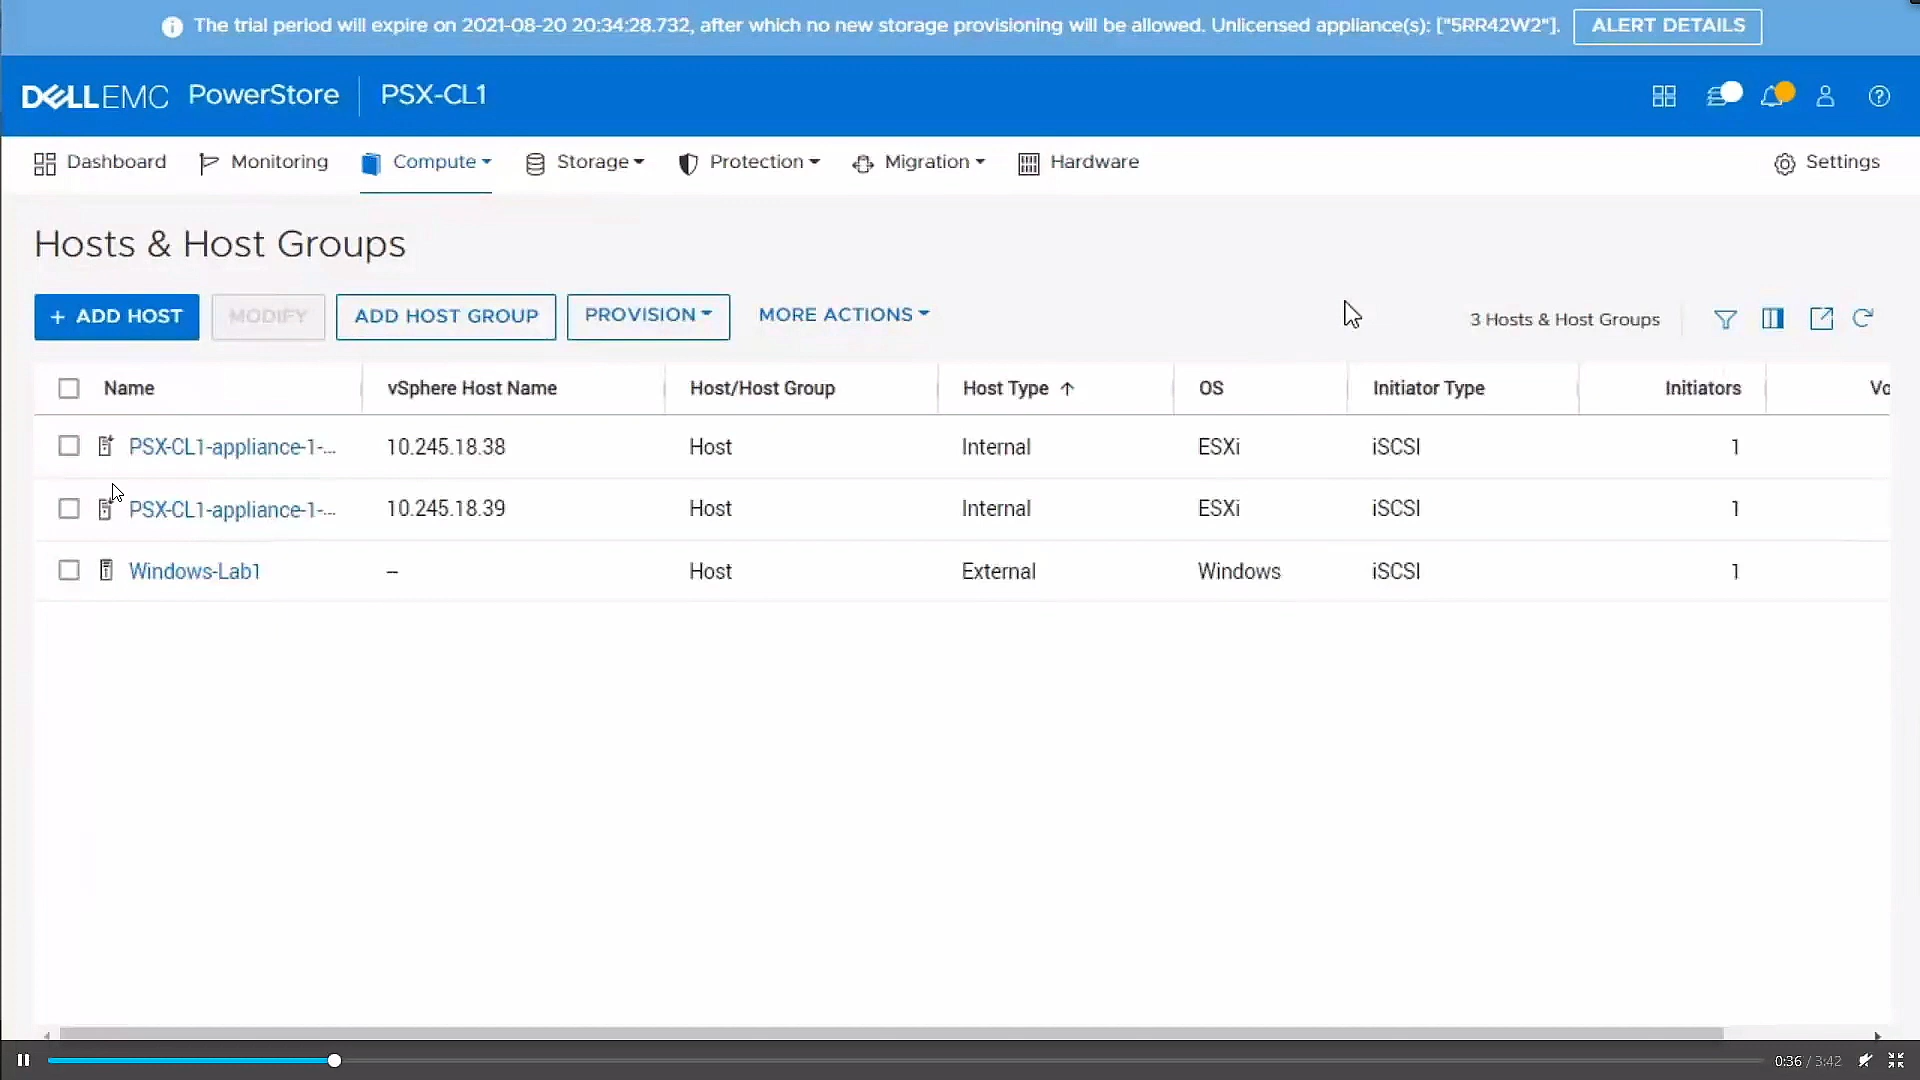 The trial period will expire on 2021-08-20 20:34:28.732, after which no new storage provisioning will be allowed. Unlicensed appliance(s): ["5RR42W2"]. ALERT DETAILS
DELLEMC PowerStore PSX-CL1
Dashboard Monitoring Compute Storage Protection Migration Hardware Settings
Hosts & Host Groups
+ ADD HOST MODIFY ADD HOST GROUP PROVISION MORE ACTIONS 3 Hosts & Host Groups
Name vSphere Host Name Host/Host Group Host Type ↑ OS Initiator Type Initiators Vo
PSX-CL1-appliance-1-... 10.245.18.38 Host Internal ESXi iSCSI 1
PSX-CL1-appliance-1-... 10.245.18.39 Host Internal ESXi iSCSI 1
Windows-Lab1 -- Host External Windows iSCSI 1
0:36 / 3:42